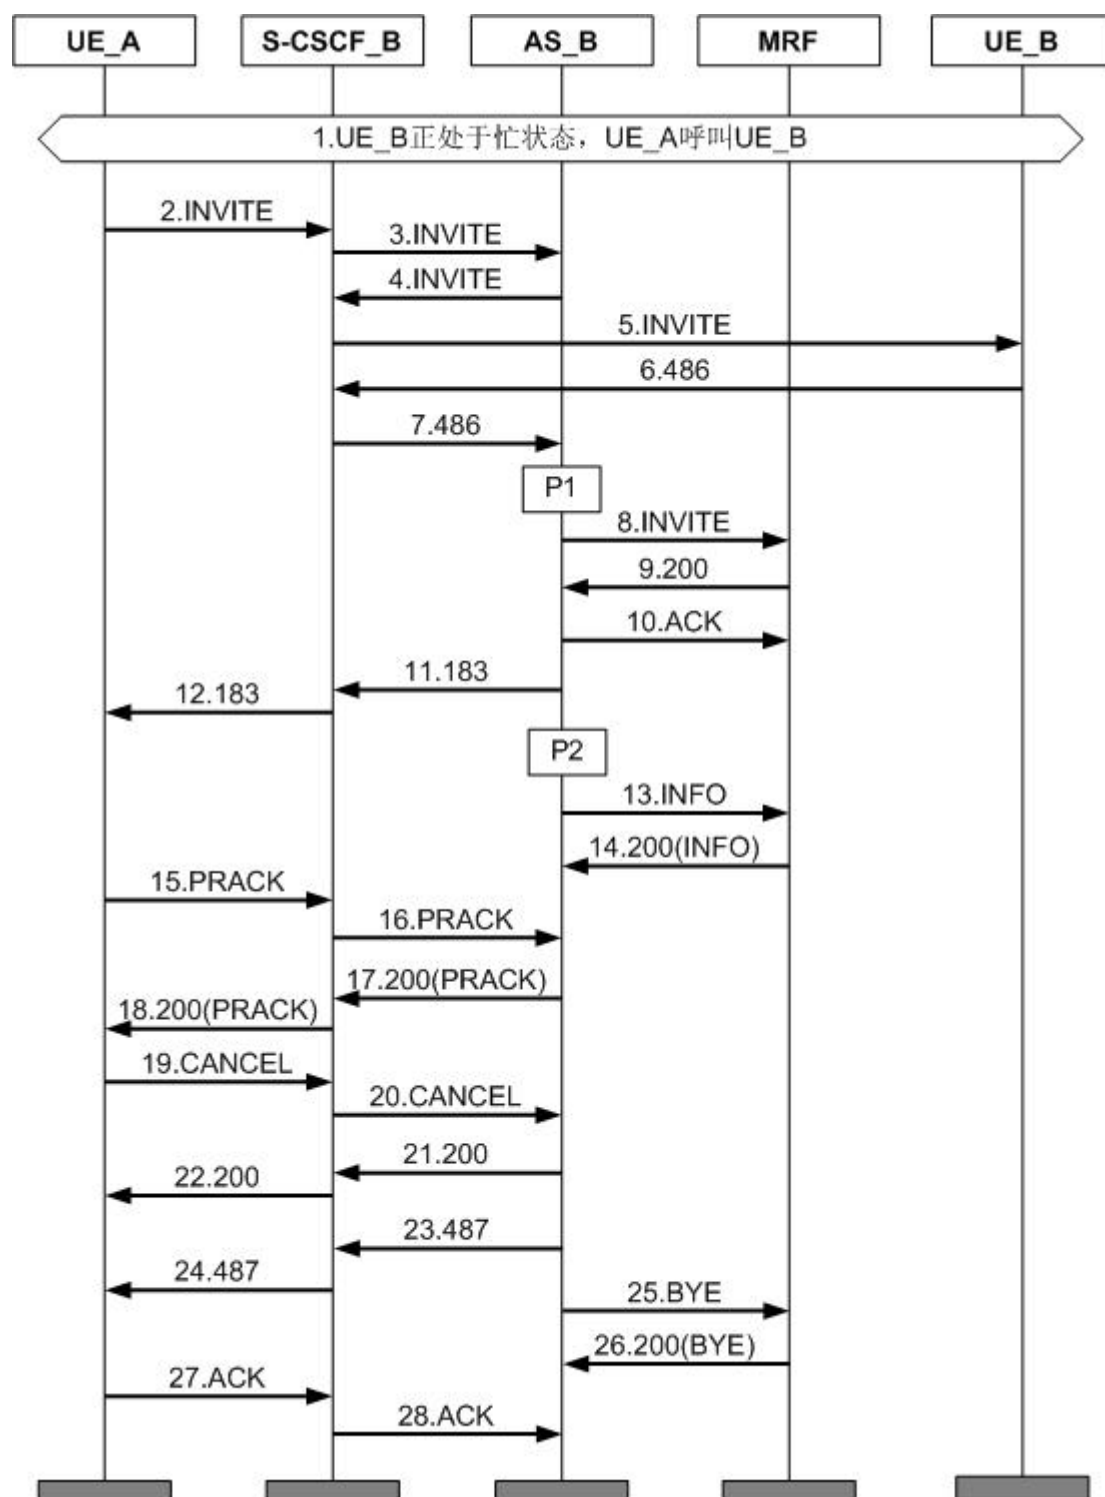 UE_A
S-CSCF_B
AS_B
MRF
UE_B
1.UE_B正处于忙状态，UE_A呼叫UE_B
2.INVITE
3.INVITE
4.INVITE
5.INVITE
6.486
7.486
P1
8.INVITE
9.200
10.ACK
11.183
12.183
P2
13.INFO
14.200(INFO)
15.PRACK
16.PRACK
17.200(PRACK)
18.200(PRACK)
19.CANCEL
20.CANCEL
21.200
22.200
23.487
24.487
25.BYE
26.200(BYE)
27.ACK
28.ACK